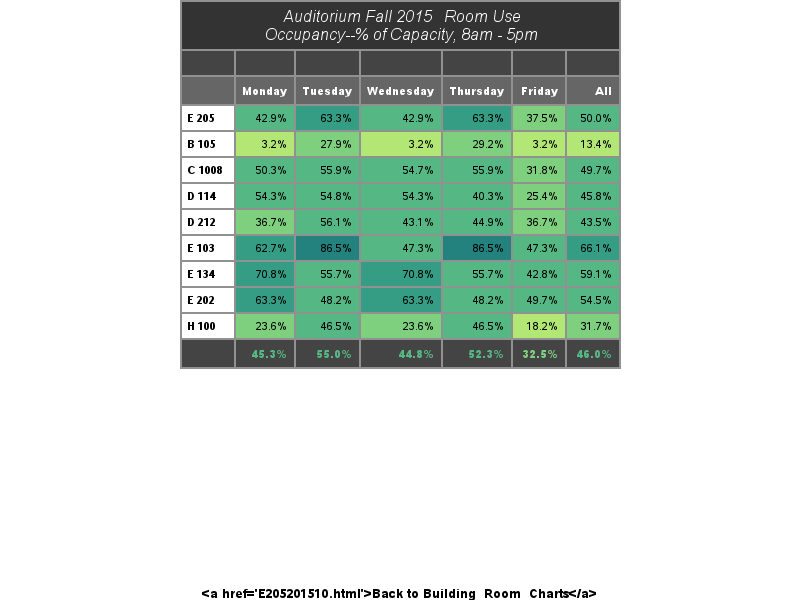 Auditorium Fall 2015 Room Use
Occupancy--% of Capacity, 8am - 5pm
Monday Tuesday Wednesday Thursday Friday All
E 205 42.9% 63.3% 42.9% 63.3% 37.5% 50.0%
B 105 3.2% 27.9% 3.2% 29.2% 3.2% 13.4%
C 1008 50.3% 55.9% 54.7% 55.9% 31.8% 49.7%
D 114 54.3% 54.8% 54.3% 40.3% 25.4% 45.8%
D 212 36.7% 56.1% 43.1% 44.9% 36.7% 43.5%
E 103 62.7% 86.5% 47.3% 86.5% 47.3% 66.1%
E 134 70.8% 55.7% 70.8% 55.7% 42.8% 59.1%
E 202 63.3% 48.2% 63.3% 48.2% 49.7% 54.5%
H 100 23.6% 46.5% 23.6% 46.5% 18.2% 31.7%
45.3% 55.0% 44.8% 52.3% 32.5% 46.0%
<a href='E205201510.html'>Back to Building Room Charts</a>